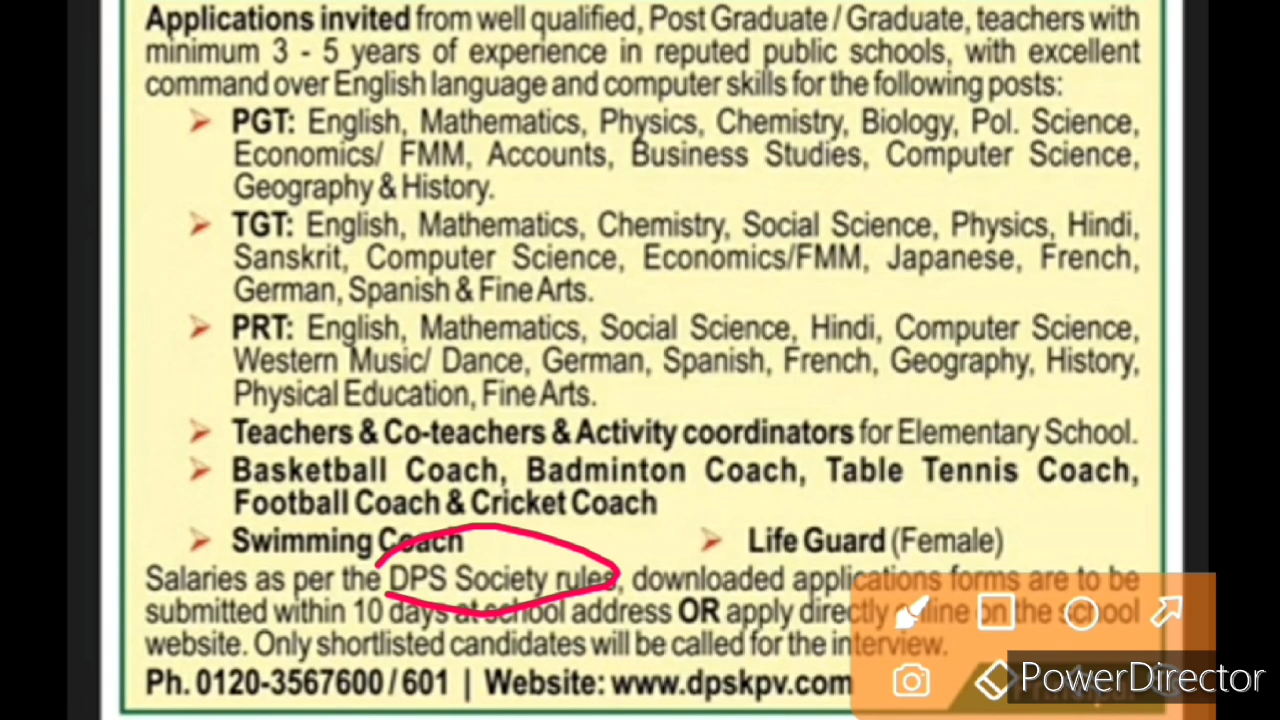 Applications invited from well qualified, Post Graduate / Graduate, teachers with
minimum 3 - 5 years of experience in reputed public schools, with excellent
command over English language and computer skills for the following posts:
➢ PGT: English, Mathematics, Physics, Chemistry, Biology, Pol. Science,
Economics/ FMM, Accounts, Business Studies, Computer Science,
Geography & History.
➢ TGT: English, Mathematics, Chemistry, Social Science, Physics, Hindi,
Sanskrit, Computer Science, Economics/FMM, Japanese, French,
German, Spanish & Fine Arts.
➢ PRT: English, Mathematics, Social Science, Hindi, Computer Science,
Western Music/ Dance, German, Spanish, French, Geography, History,
Physical Education, Fine Arts.
➢ Teachers & Co-teachers & Activity coordinators for Elementary School.
➢ Basketball Coach, Badminton Coach, Table Tennis Coach,
Football Coach & Cricket Coach
➢ Swimming Coach ➢ Life Guard (Female)
Salaries as per the DPS Society rules, downloaded applications forms are to be
submitted within 10 days at school address OR apply directly online on the school
website. Only shortlisted candidates will be called for the interview.
Ph. 0120-3567600 / 601 | Website: www.dpskpv.com
PowerDirector